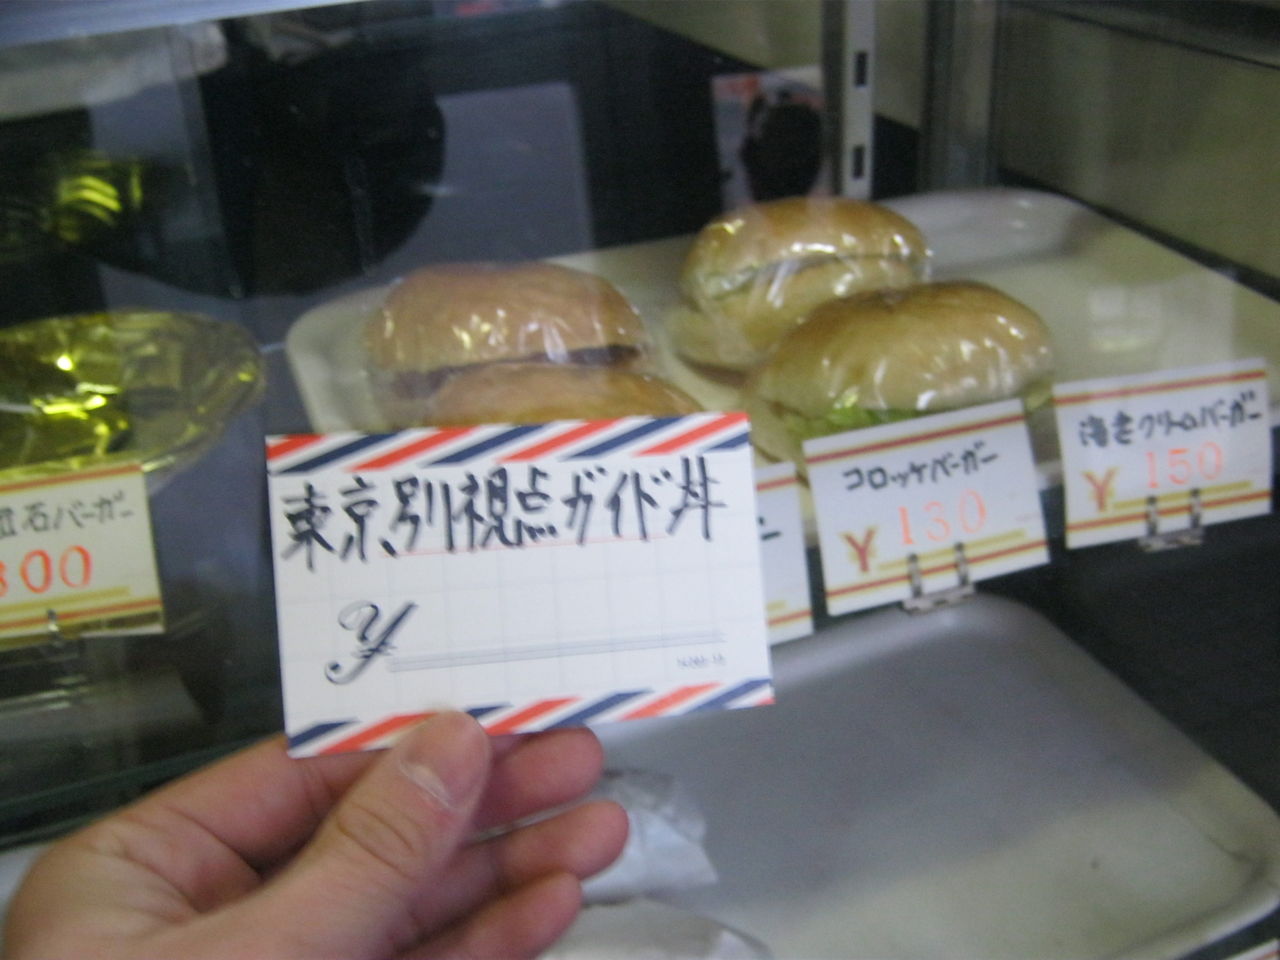 東京別視点ガイド丼
¥
石バーガー
300
コロッケバーガー
¥130
海老クリームバーガー
¥150